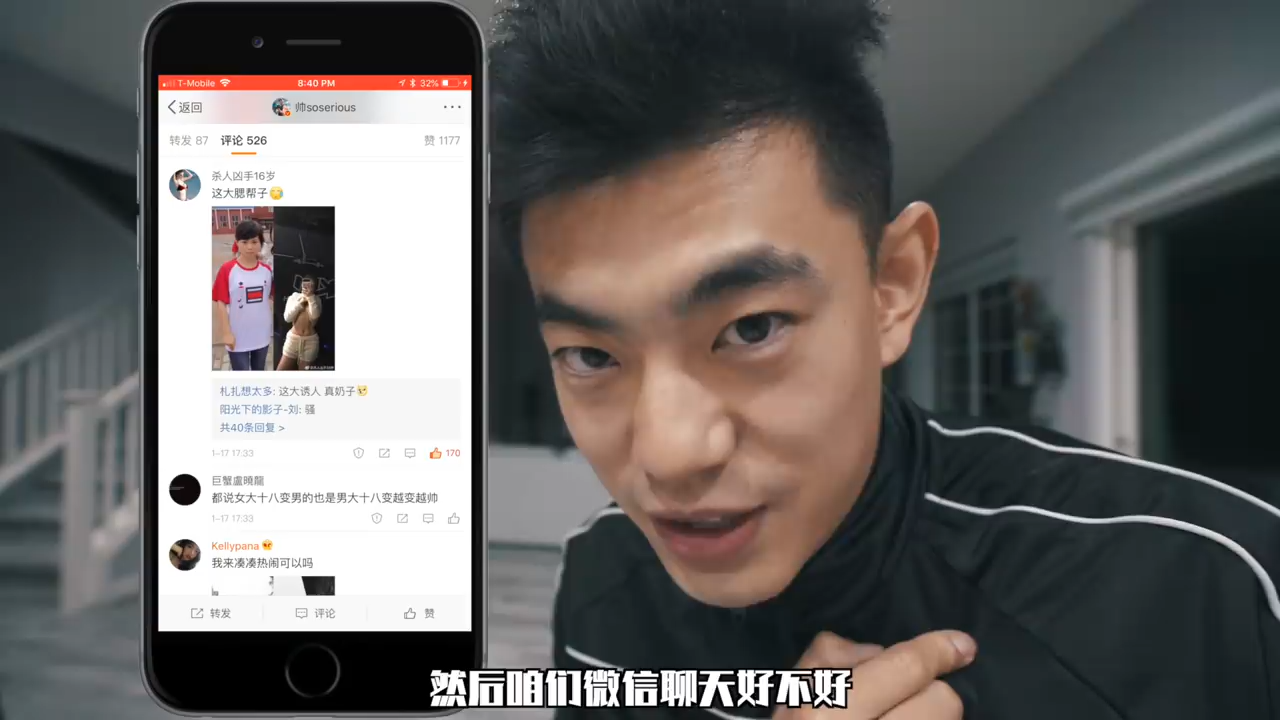 T-Mobile
8:40 PM
32%
返回
帅soserious
转发 87
评论 526
赞 1177
杀人凶手16岁
这大腮帮子
札扎想太多: 这大诱人 真奶子
阳光下的影子-刘: 骚
共40条回复 >
1-17 17:33
170
巨蟹盧曉龍
都说女大十八变男的也是男大十八变越变越帅
1-17 17:33
Kellypana
我来凑凑热闹可以吗
转发
评论
赞
然后咱们微信聊天好不好